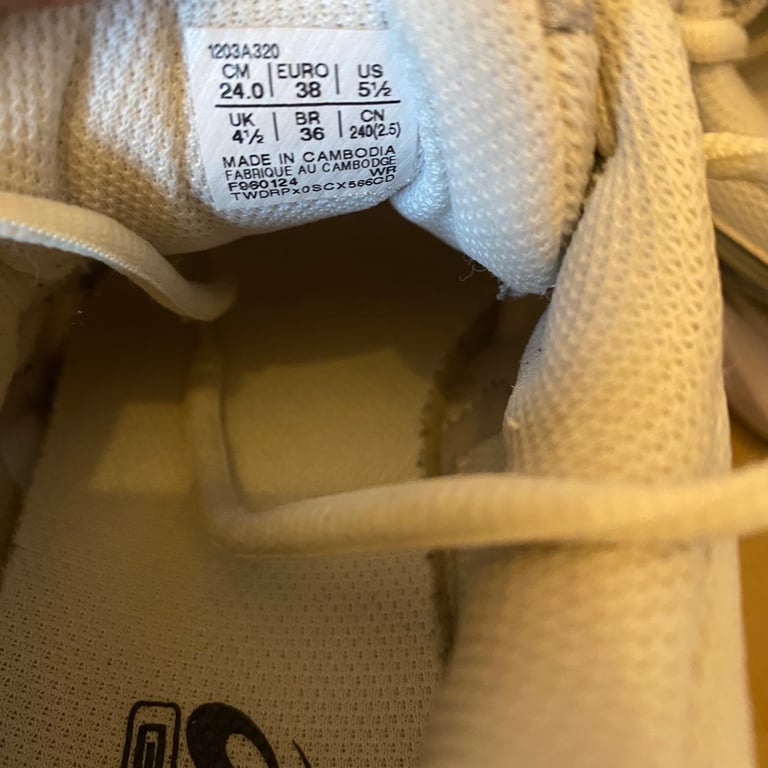 1203A320
CM | EURO | US
24.0 | 38 | 5½
UK | BR | CN
4½ | 36 | 240(2.5)
MADE IN CAMBODIA
FABRIQUE AU CAMBODGE
F960124 WR
TWDRPX0SCX566CD